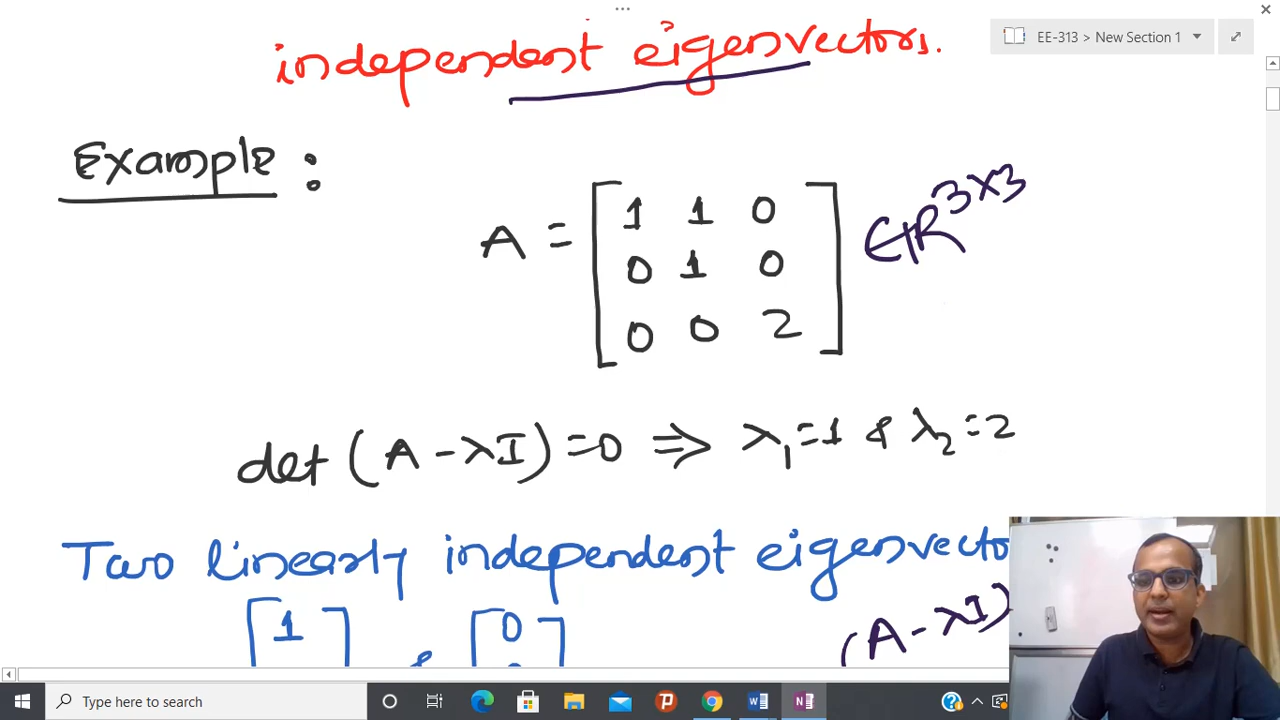 EE-313 > New Section 1
independent eigenvectors.
Example :
A = [ 1 1 0
0 1 0
0 0 2 ] ∈ ℝ^{3×3}
det (A - λI) = 0 ⇒ λ₁ = 1 & λ₂ = 2
Two linearly independent eigenvecto
[ 1 ] & [ 0 ]
(A - λI)
Type here to search